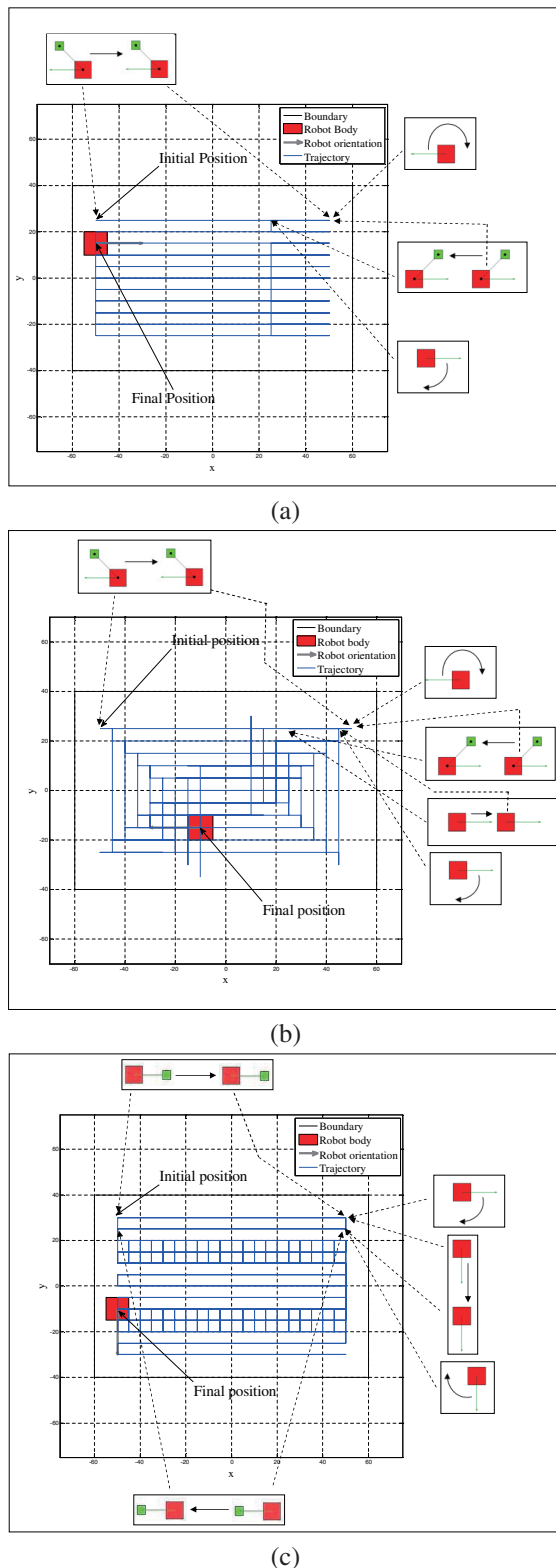 Boundary
Robot Body
Robot orientation
Trajectory
Initial Position
60
40
20
0
-20
-40
-60
y
Final Position
-60
-40
-20
0
20
40
60
x
(a)
Boundary
Robot body
Robot orientation
Trajectory
Initial position
60
40
20
0
-20
-40
-60
y
Final position
-60
-40
-20
0
20
40
60
x
(b)
Boundary
Robot body
Robot orientation
Trajectory
Initial position
60
40
20
0
-20
-40
-60
y
Final position
-60
-40
-20
0
20
40
60
x
(c)